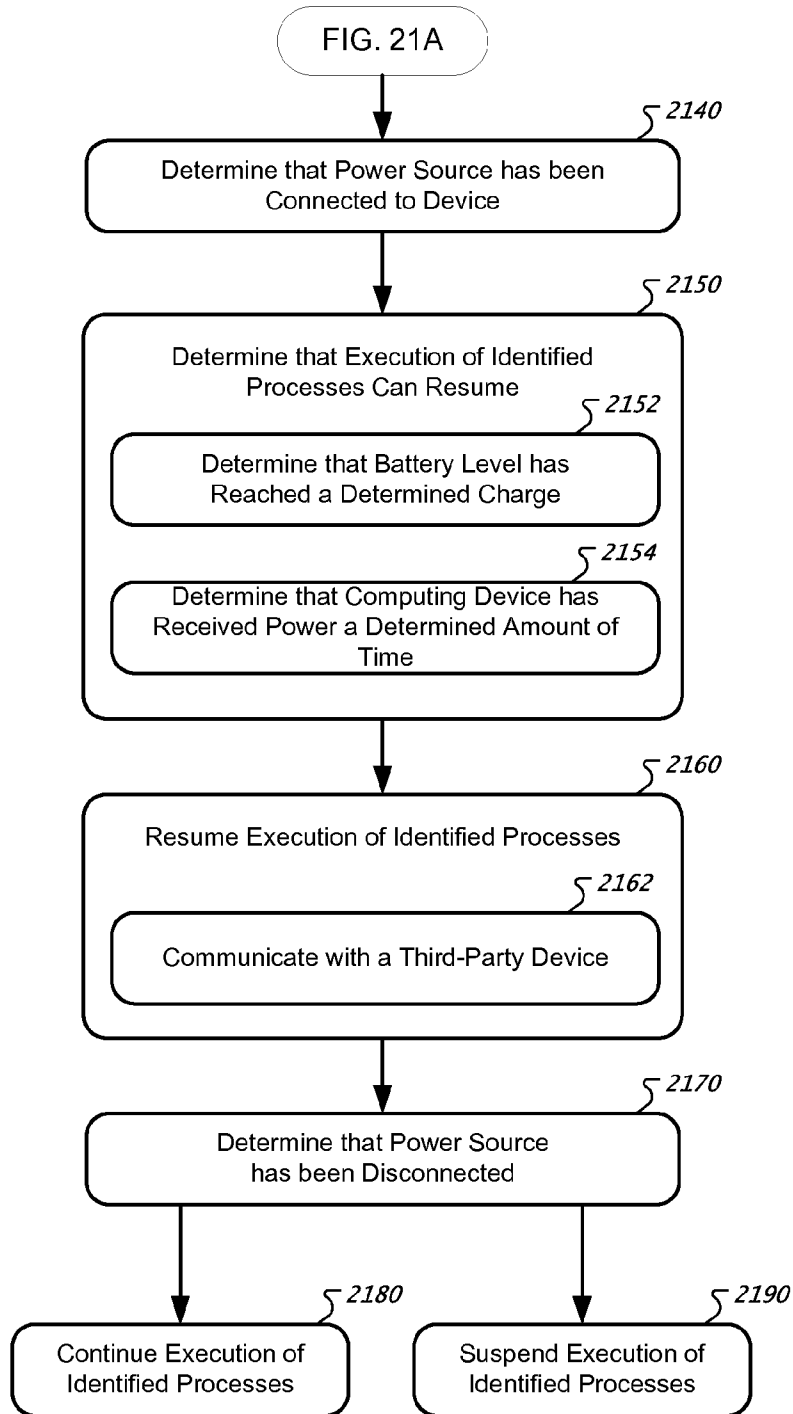 FIG. 21A
2140
Determine that Power Source has been
Connected to Device
2150
Determine that Execution of Identified
Processes Can Resume
2152
Determine that Battery Level has
Reached a Determined Charge
2154
Determine that Computing Device has
Received Power a Determined Amount of
Time
2160
Resume Execution of Identified Processes
2162
Communicate with a Third-Party Device
2170
Determine that Power Source
has been Disconnected
2180
Continue Execution of
Identified Processes
2190
Suspend Execution of
Identified Processes